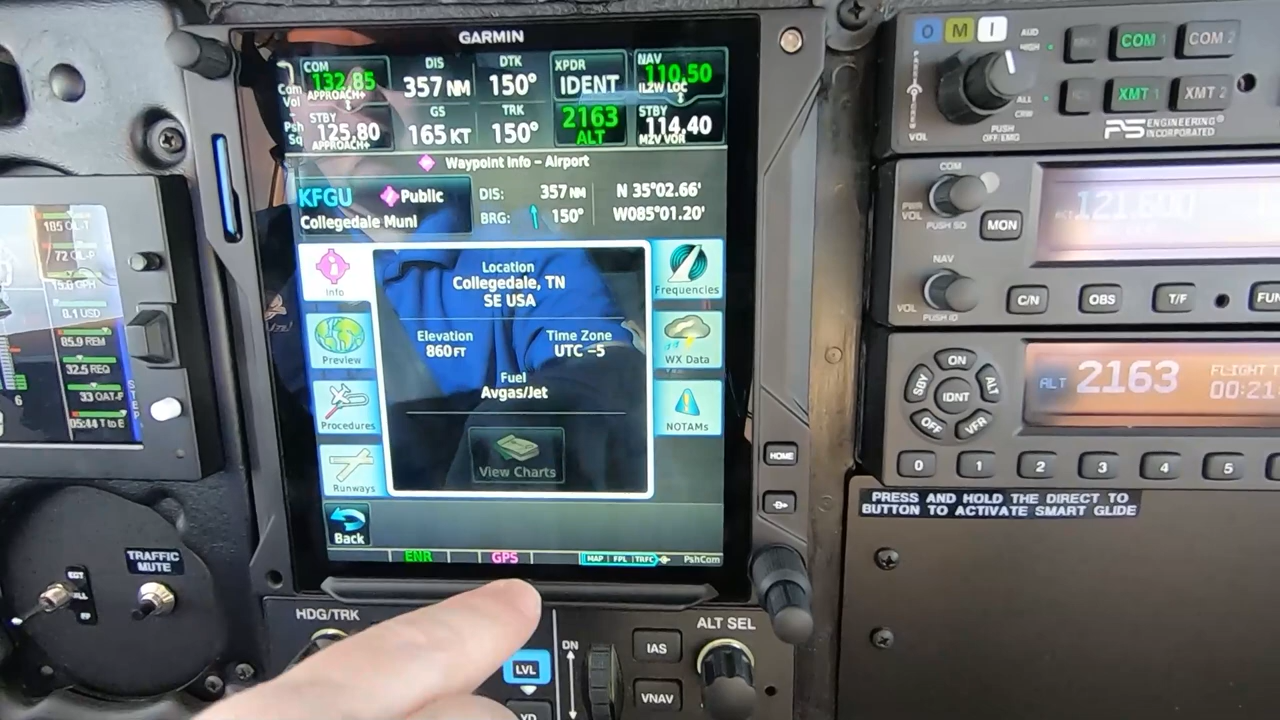 GARMIN
COM 132.85 APPROACH+
DIS 357 NM
DTK 150°
XPDR IDENT
NAV 110.50 ILZW LOC
Com Vol
Psh Sq
STBY 125.80 APPROACH+
GS 165 KT
TRK 150°
2163 ALT
STBY 114.40 MZV VOR
Waypoint Info – Airport
KFGU Public
Collegedale Muni
DIS: 357 NM
BRG: 150°
N 35°02.66'
W085°01.20'
Info
Preview
Procedures
Runways
Back
Location
Collegedale, TN
SE USA
Elevation
860 FT
Time Zone
UTC –5
Fuel
Avgas/Jet
View Charts
Frequencies
WX Data
NOTAMs
ENR
GPS
MAP FPL TRFC
PshCom
HOME
HDG/TRK
LVL
YD
DN
IAS
VNAV
ALT SEL
185 OIL-T
72 OIL-P
GPH
0.1 USD
85.9 REM
32.5 REQ
33 OAT-F
05:44 T to E
6
STEP
TRAFFIC
MUTE
O M I
AUD
HIGH
ALL
CRW
VOL
PUSH
OFF/EMG
COM 1
COM 2
XMT 1
XMT 2
PS ENGINEERING
INCORPORATED
COM
PWR
VOL
PUSH SQ
MON
NAV
VOL
PUSH ID
C/N
OBS
T/F
FUN
ON
SBY
ALT
IDNT
OFF
VFR
ALT 2163
FLIGHT T
00:21
0 1 2 3 4 5
PRESS AND HOLD THE DIRECT TO
BUTTON TO ACTIVATE SMART GLIDE